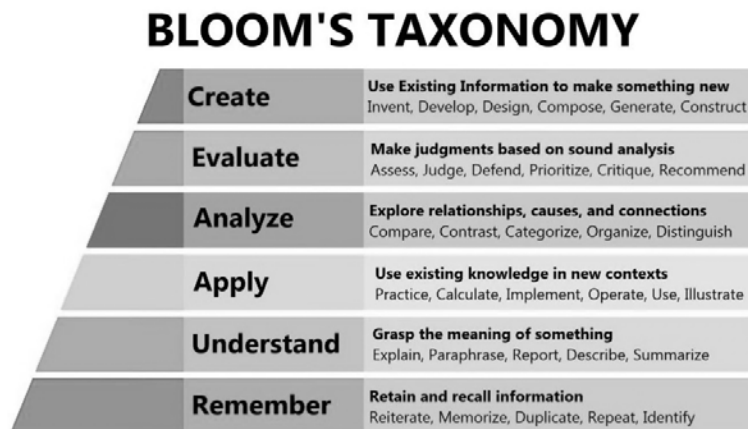 BLOOM'S TAXONOMY
Create
Use Existing Information to make something new
Invent, Develop, Design, Compose, Generate, Construct
Evaluate
Make judgments based on sound analysis
Assess, Judge, Defend, Prioritize, Critique, Recommend
Analyze
Explore relationships, causes, and connections
Compare, Contrast, Categorize, Organize, Distinguish
Apply
Use existing knowledge in new contexts
Practice, Calculate, Implement, Operate, Use, Illustrate
Understand
Grasp the meaning of something
Explain, Paraphrase, Report, Describe, Summarize
Remember
Retain and recall information
Reiterate, Memorize, Duplicate, Repeat, Identify